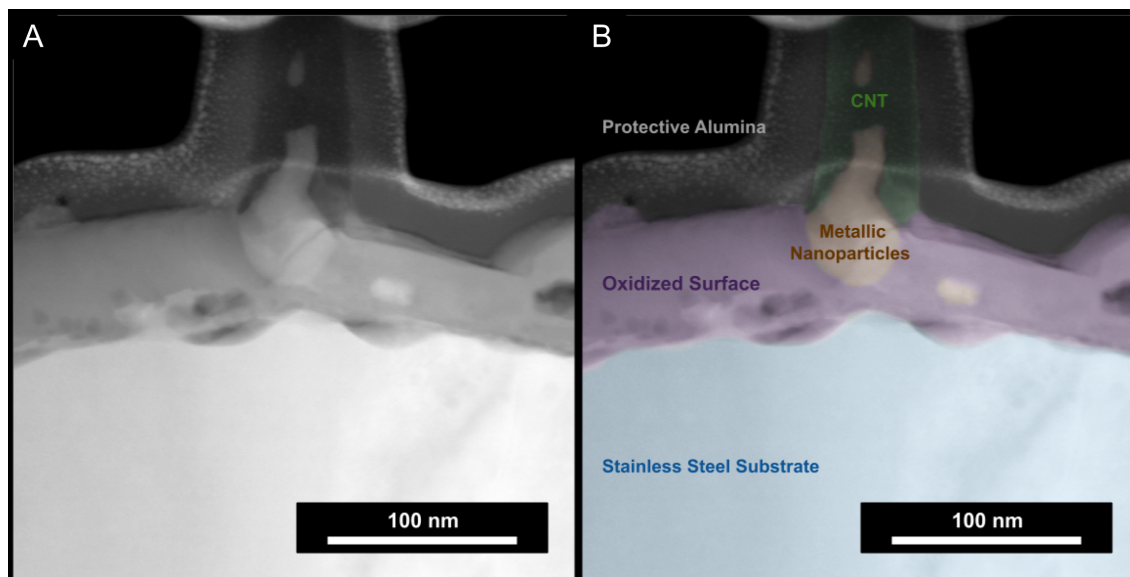 A
B
CNT
Protective Alumina
Metallic
Nanoparticles
Oxidized Surface
Stainless Steel Substrate
100 nm
100 nm